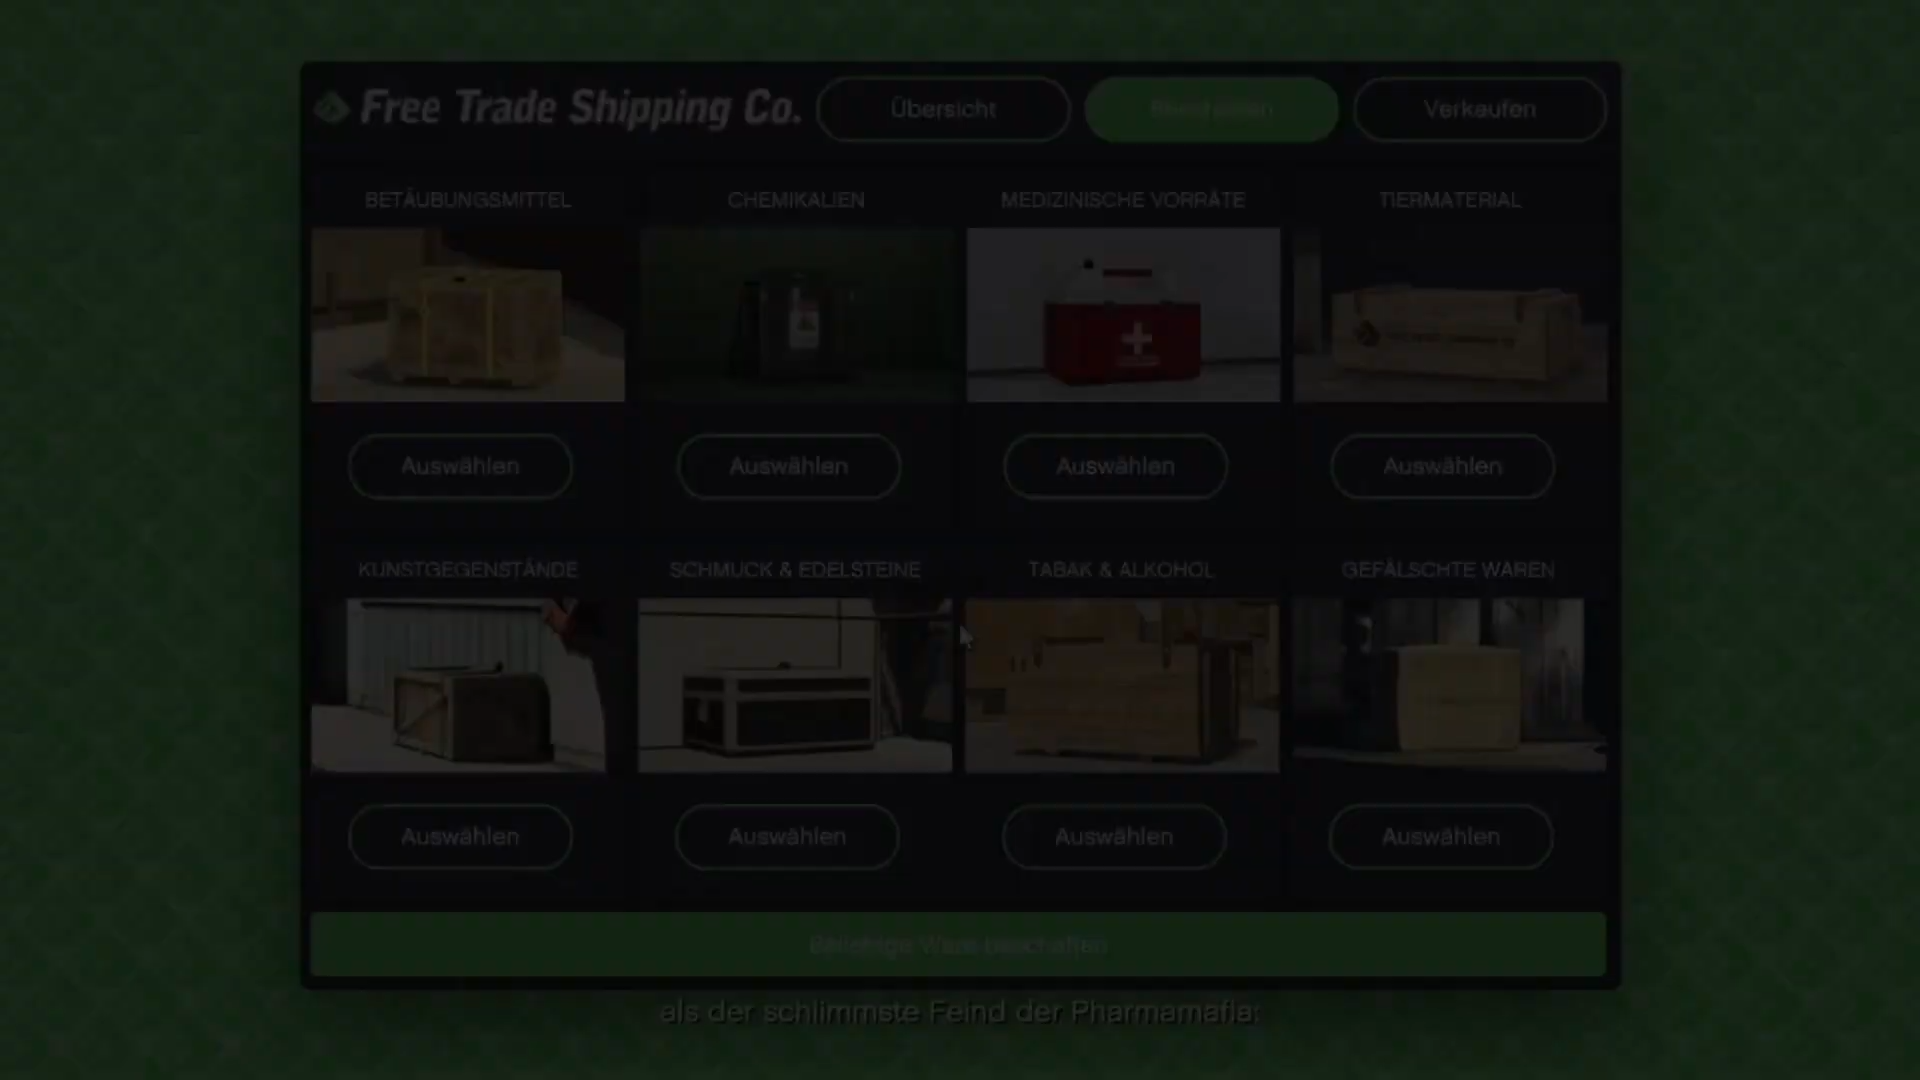 Free Trade Shipping Co.
Übersicht
Verkaufen
BETÄUBUNGSMITTEL
CHEMIKALIEN
MEDIZINISCHE VORRÄTE
TIERMATERIAL
Auswählen
Auswählen
Auswählen
Auswählen
KUNSTGEGENSTÄNDE
SCHMUCK & EDELSTEINE
TABAK & ALKOHOL
GEFÄLSCHTE WAREN
Auswählen
Auswählen
Auswählen
Auswählen
als der schlimmste Feind der Pharmamafia: